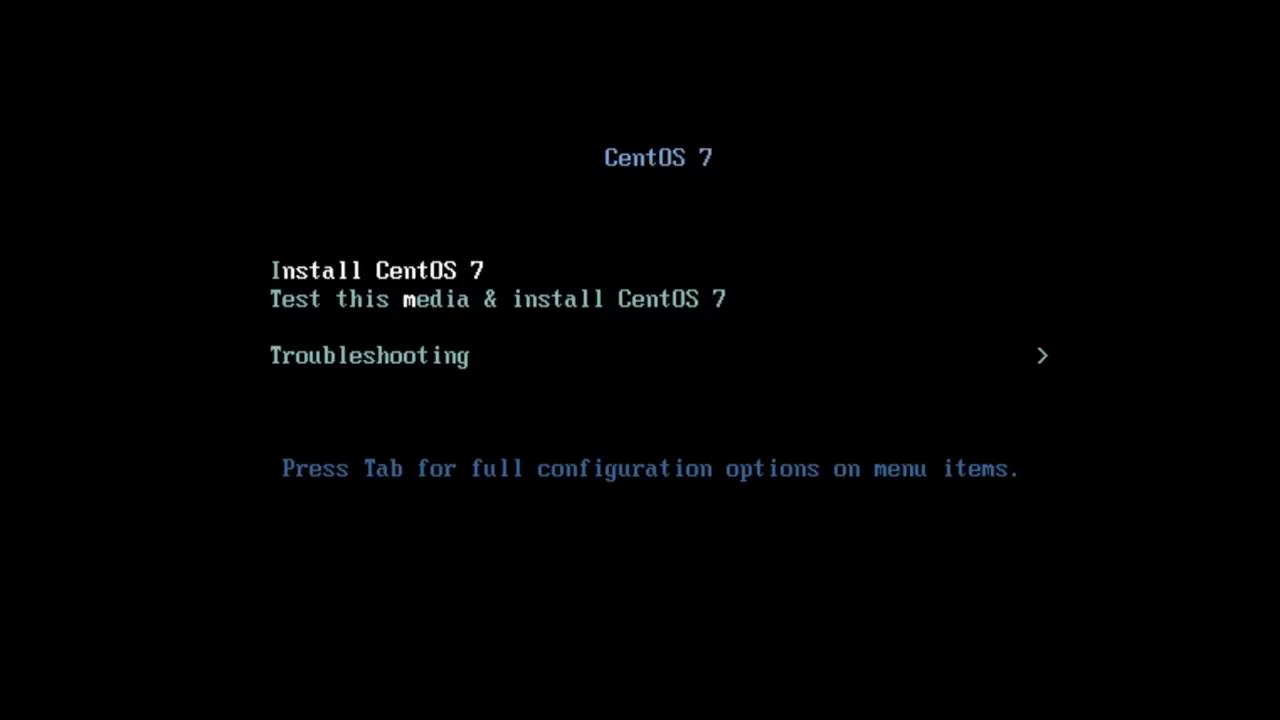 CentOS 7
Install CentOS 7
Test this media & install CentOS 7
Troubleshooting >
Press Tab for full configuration options on menu items.